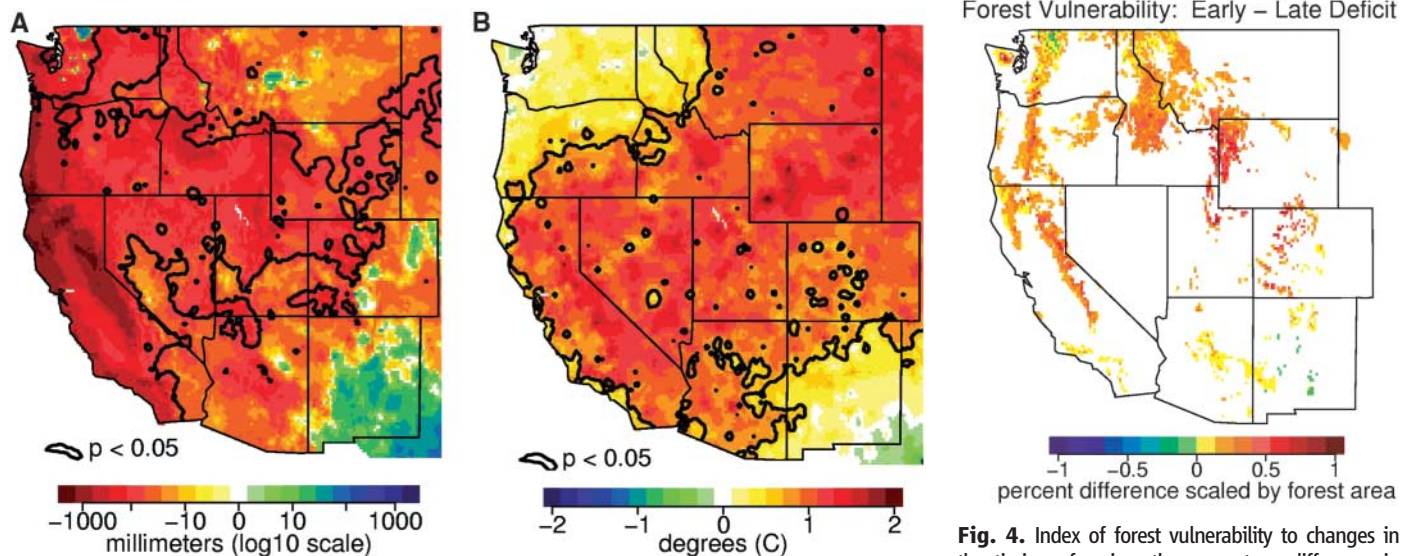 A
B
Forest Vulnerability: Early – Late Deficit
p < 0.05
p < 0.05
-1000 -10 0 10 1000
millimeters (log10 scale)
-2 -1 0 1 2
degrees (C)
-1 -0.5 0 0.5 1
percent difference scaled by forest area
Fig. 4. Index of forest vulnerability to changes in